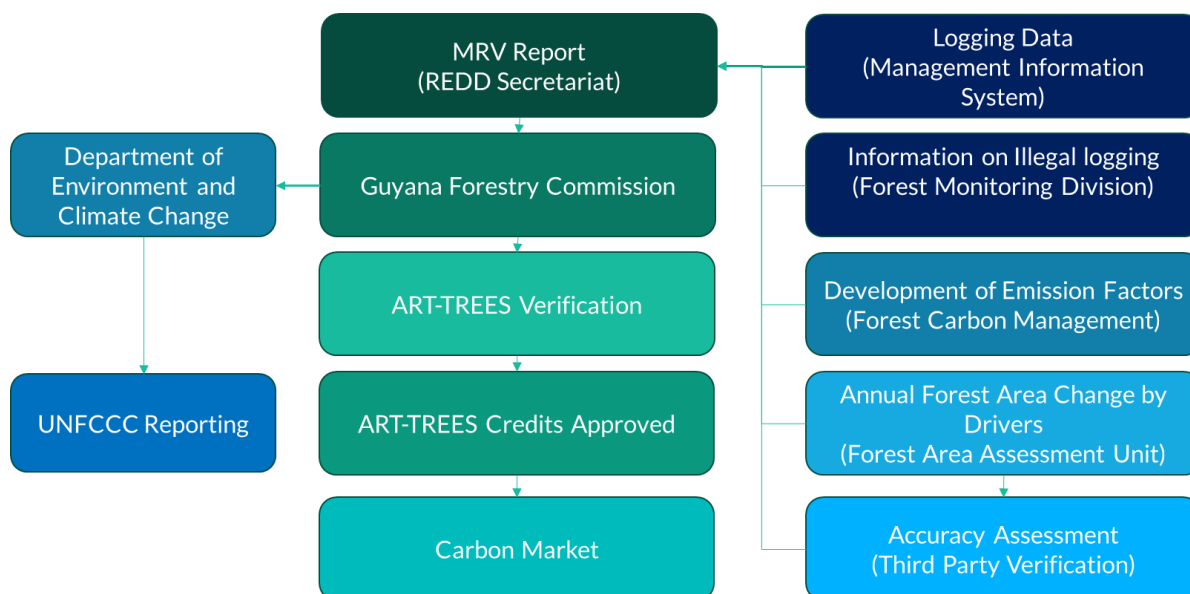 MRV Report
(REDD Secretariat)
Logging Data
(Management Information
System)
Department of
Environment and
Climate Change
Guyana Forestry Commission
Information on Illegal logging
(Forest Monitoring Division)
ART-TREES Verification
Development of Emission Factors
(Forest Carbon Management)
UNFCCC Reporting
ART-TREES Credits Approved
Annual Forest Area Change by
Drivers
(Forest Area Assessment Unit)
Carbon Market
Accuracy Assessment
(Third Party Verification)